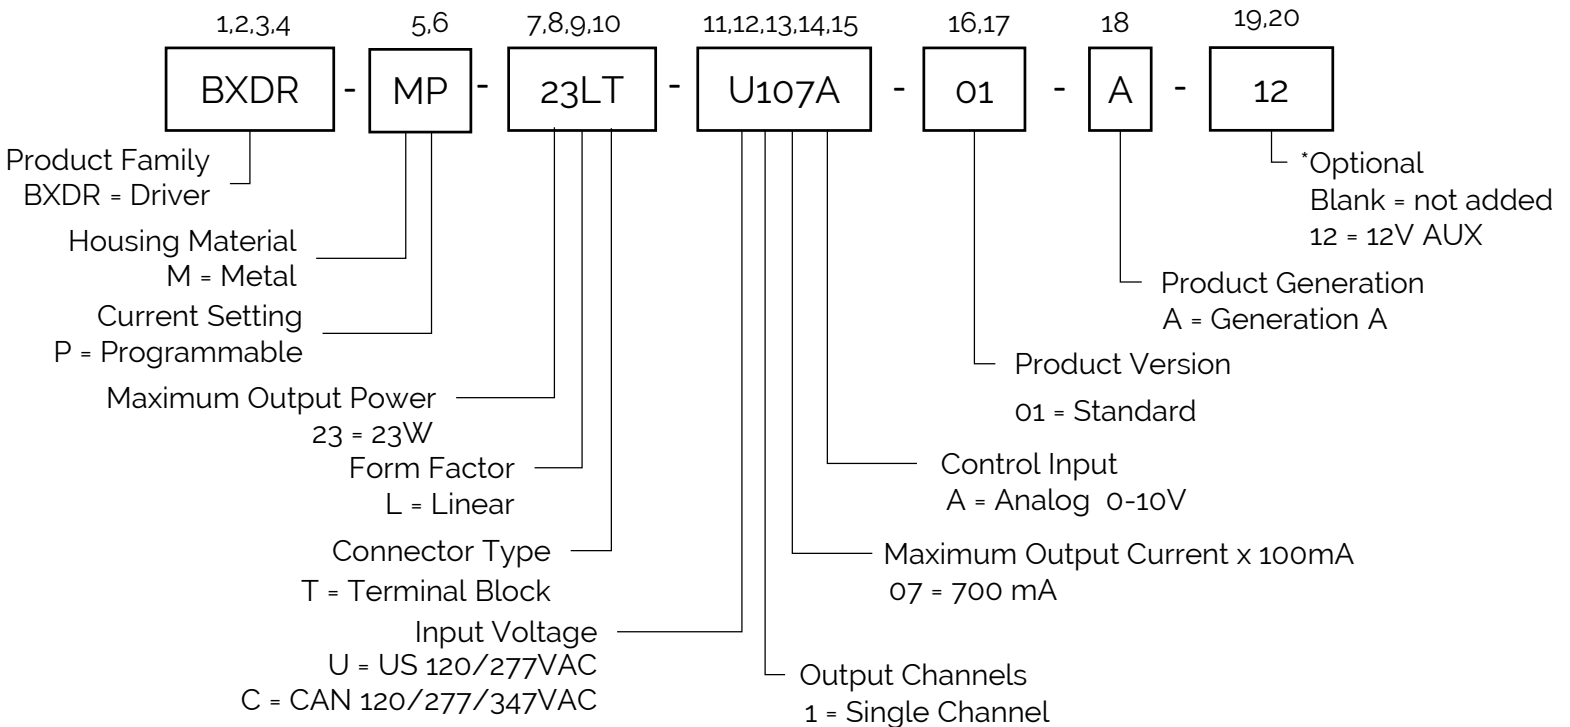 1,2,3,4 5,6 7,8,9,10 11,12,13,14,15 16,17 18 19,20
BXDR - MP - 23LT - U107A - 01 - A - 12
Product Family
BXDR = Driver
Housing Material
M = Metal
Current Setting
P = Programmable
Maximum Output Power
23 = 23W
Form Factor
L = Linear
Connector Type
T = Terminal Block
Input Voltage
U = US 120/277VAC
C = CAN 120/277/347VAC
Output Channels
1 = Single Channel
Maximum Output Current x 100mA
07 = 700 mA
Control Input
A = Analog 0-10V
Product Version
01 = Standard
Product Generation
A = Generation A
*Optional
Blank = not added
12 = 12V AUX